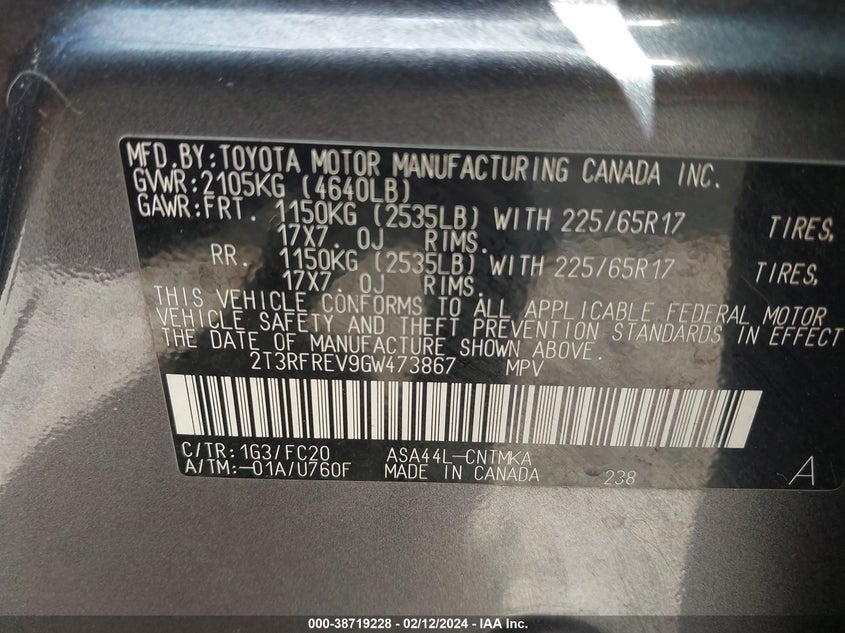 MFD.BY:TOYOTA MOTOR MANUFACTURING CANADA INC.
GVWR:2105KG (4640LB)
GAWR:FRT. 1150KG (2535LB) WITH 225/65R17 TIRES,
17X7.0J RIMS.
RR. 1150KG (2535LB) WITH 225/65R17 TIRES,
17X7.0J RIMS.
THIS VEHICLE CONFORMS TO ALL APPLICABLE FEDERAL MOTOR
VEHICLE SAFETY AND THEFT PREVENTION STANDARDS IN EFFECT
THE DATE OF MANUFACTURE SHOWN ABOVE.
2T3RFREV9GW473867 MPV
C/TR:1G3/FC20 ASA44L-CNTMKA
A/TM:-01A/U760F MADE IN CANADA 238 A
000-38719228 - 02/12/2024 - IAA Inc.